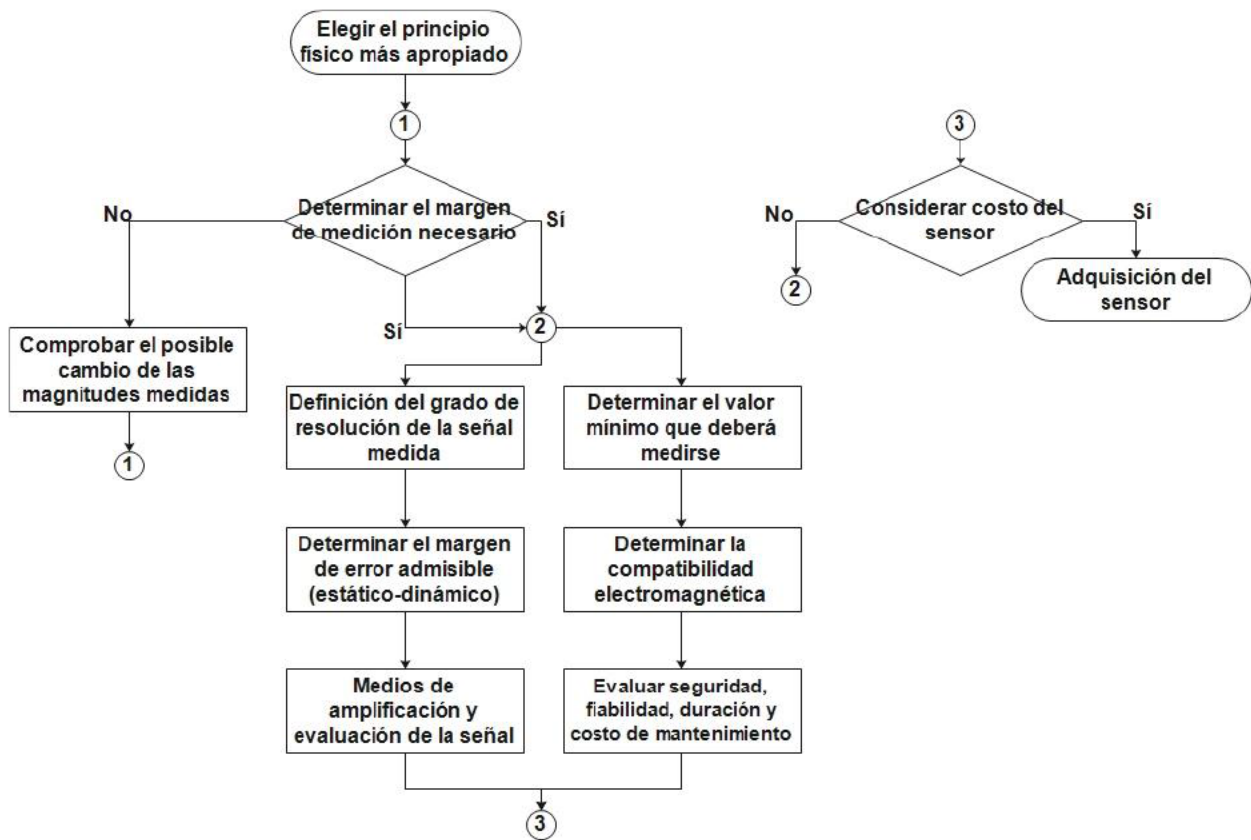 Elegir el principio
físico más apropiado
1
Determinar el margen
de medición necesario
No
Sí
Sí
2
Comprobar el posible
cambio de las
magnitudes medidas
1
Definición del grado de
resolución de la señal
medida
Determinar el valor
mínimo que deberá
medirse
Determinar el margen
de error admisible
(estático-dinámico)
Determinar la
compatibilidad
electromagnética
Medios de
amplificación y
evaluación de la señal
Evaluar seguridad,
fiabilidad, duración y
costo de mantenimiento
3
3
Considerar costo del
sensor
No
Sí
2
Adquisición del
sensor